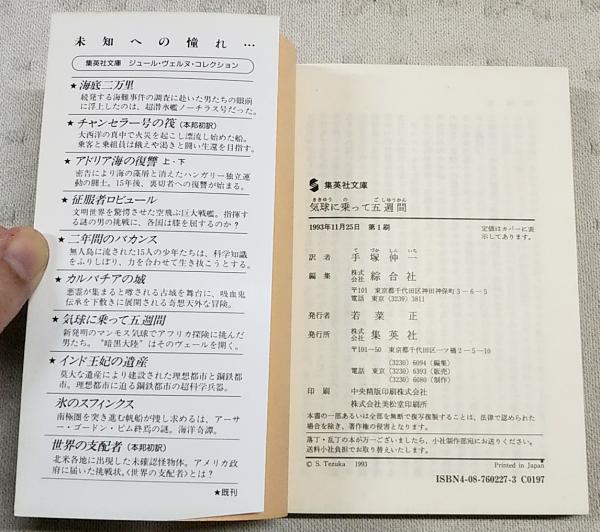 未知への憧れ…
集英社文庫 ジュール・ヴェルヌ・コレクション
★海底二万里
続発する海難事件の調査に赴いた男たちの眼前
に浮上したのは、超潜水艦ノーチラス号だった。
★チャンセラー号の筏(本邦初訳)
大西洋の真中で火災を起こし漂流し始めた船。
乗客と乗組員は餓えや渇きと闘い生還を目指す。
★アドリア海の復讐 上・下
密告により海の藻屑と消えたハンガリー独立運
動の闘士。15年後、裏切者への復讐が始まる。
★征服者ロビュール
文明世界を驚愕させた空飛ぶ巨大戦艦。指揮す
る謎の男の挑戦に、各国は膝を屈するのか?
★二年間のバカンス
無人島に流された15人の少年たちは、科学知識
をふりしぼり、力を合わせて生き抜こうとする。
★カルパチアの城
悪霊が集まると噂される古城を舞台に、吸血鬼
伝承を下敷きに展開される奇想天外な冒険。
★気球に乗って五週間
新発明のマンモス気球でアフリカ探険に挑んだ
男たち。“暗黒大陸”はそのヴェールを開く。
★インド王妃の遺産
莫大な遺産により建設された理想都市と鋼鉄都
市。理想都市に迫る鋼鉄都市の超科学兵器。
氷のスフィンクス
南極圏を突き進む帆船が捜し求めるは、アーサ
ー・ゴードン・ピム終焉の謎。海洋奇譚。
世界の支配者(本邦初訳)
北米各地に出現した未確認怪物体。アメリカ政
府に届いた挑戦状。〈世界の支配者〉とは?
★既刊
集英社文庫
ききゆう の ごしゆうかん
気球に乗って五週間
1993年11月25日 第1刷
定価はカバーに表
示してあります。
て づか しん いち
訳者 手塚伸一
編集 株式会社 綜合社
〒101 東京都千代田区神田神保町3−6−5
電話 東京 (3239) 3811
発行者 若菜正
発行所 株式会社 集英社
〒101−50 東京都千代田区一ツ橋2−5−10
(3230) 6094 (編集)
電話 東京 (3230) 6393 (販売)
(3230) 6080 (制作)
印刷 中央精版印刷株式会社
株式会社美松堂印刷所
本書の一部あるいは全部を無断で複写複製することは、法律で認められた
場合を除き、著作権の侵害となります。
落丁・乱丁の本が万一ございましたら、小社制作部宛にお送りください。
送料小社負担でお取り替えいたします。
© S. Tezuka 1993
Printed in Japan
ISBN4-08-760227-3 C0197